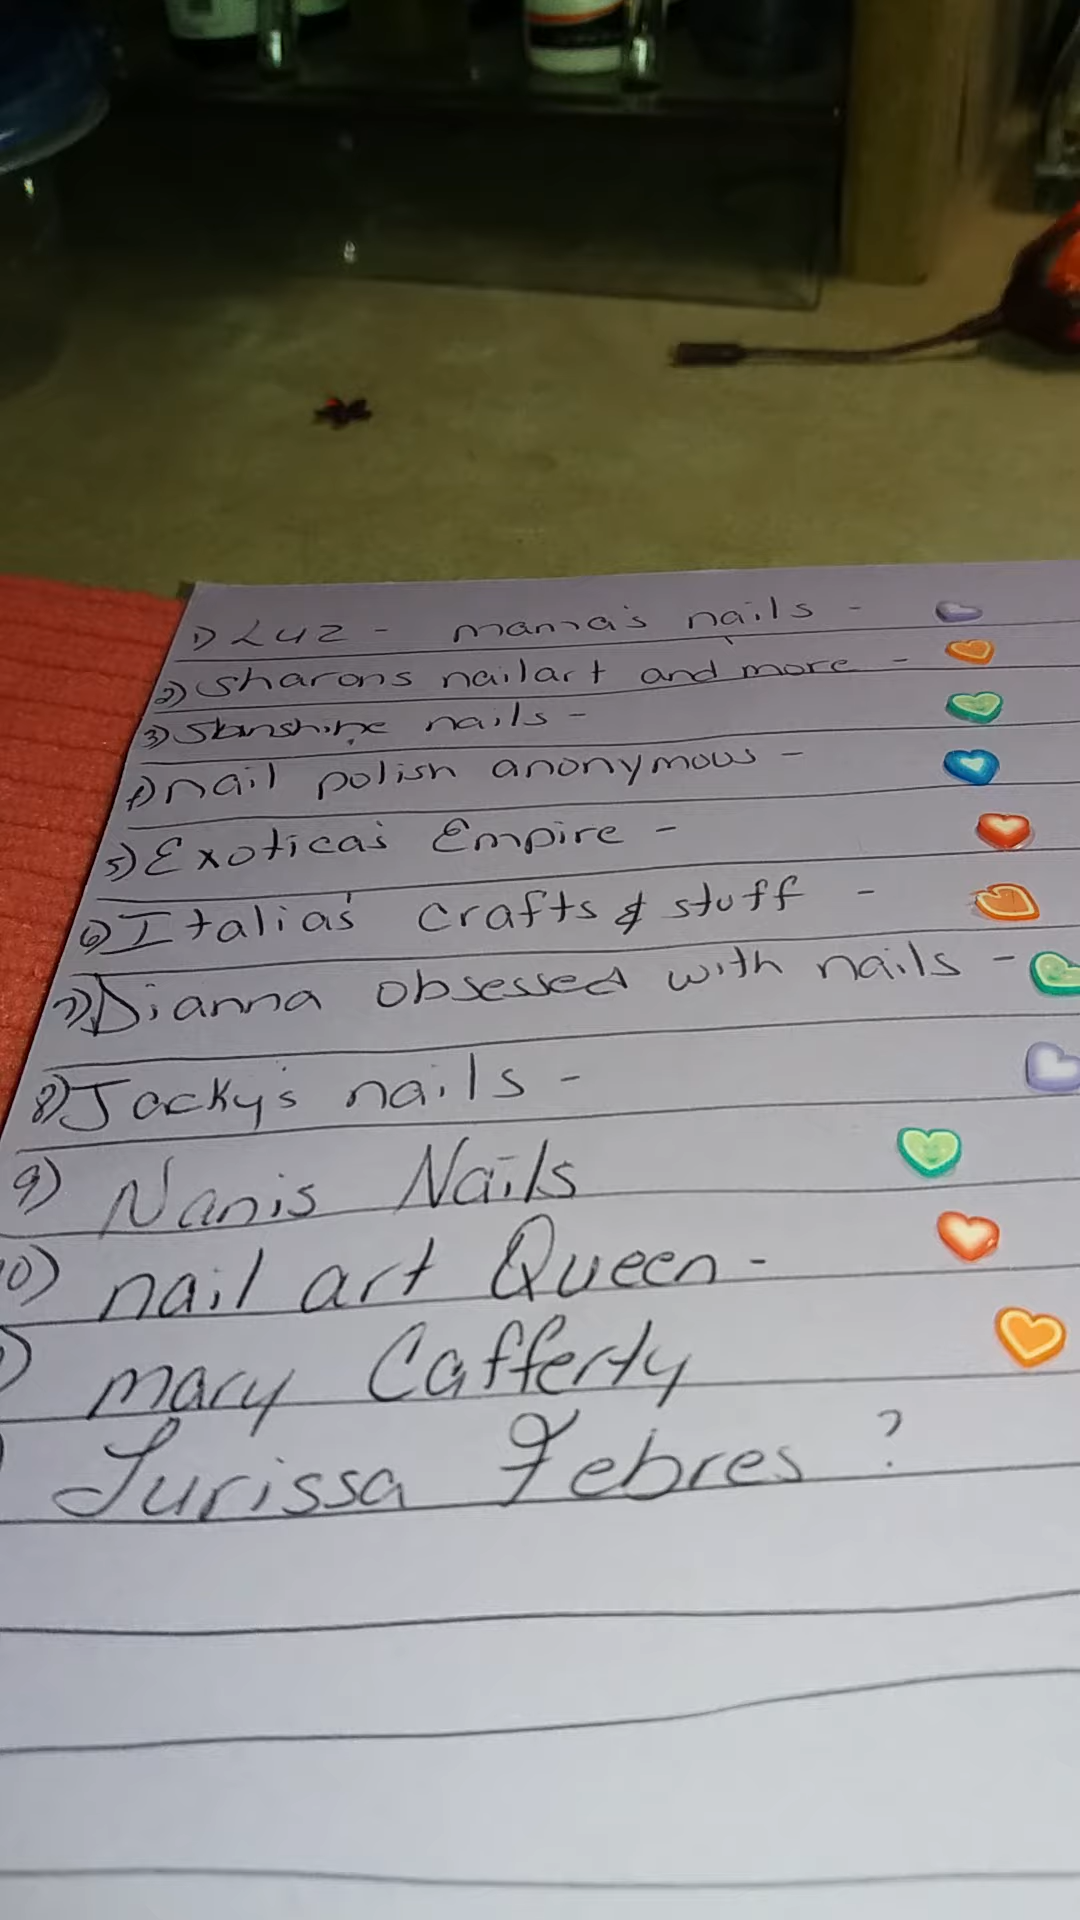 1) Luz - mama's nails -
2) Sharons nailart and more -
3) Sunshine nails -
4) nail polish anonymous -
5) Exotica's Empire -
6) Italia's Crafts & stuff -
7) Dianna obsessed with nails -
8) Jacky's nails -
9) Nanis Nails
10) nail art Queen -
mary Cafferty
Jurissa Febres ?